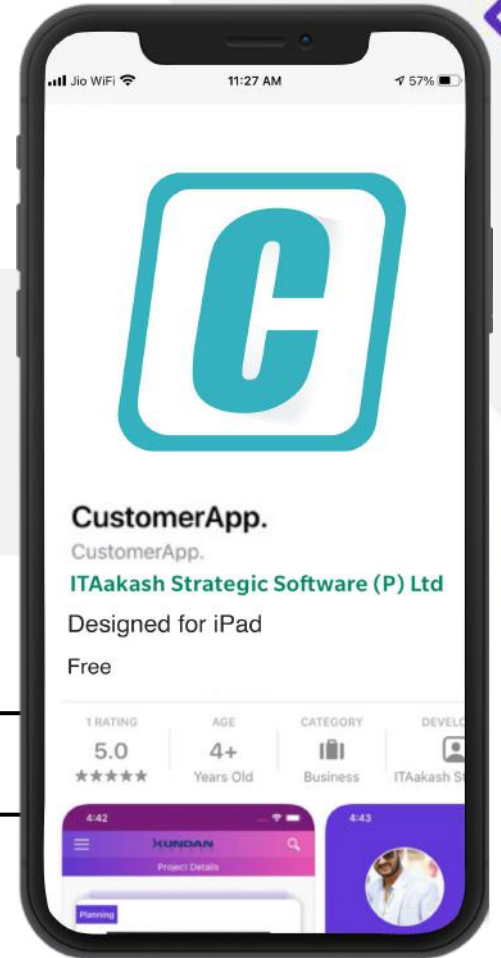 Jio WiFi 11:27 AM 57%
C
CustomerApp.
CustomerApp.
ITAakash Strategic Software (P) Ltd
Designed for iPad
Free
1 RATING AGE CATEGORY DEVELO
5.0 4+
Years Old Business ITAakash St
4:42 4:43
KUNDAN
Project Details
Planning